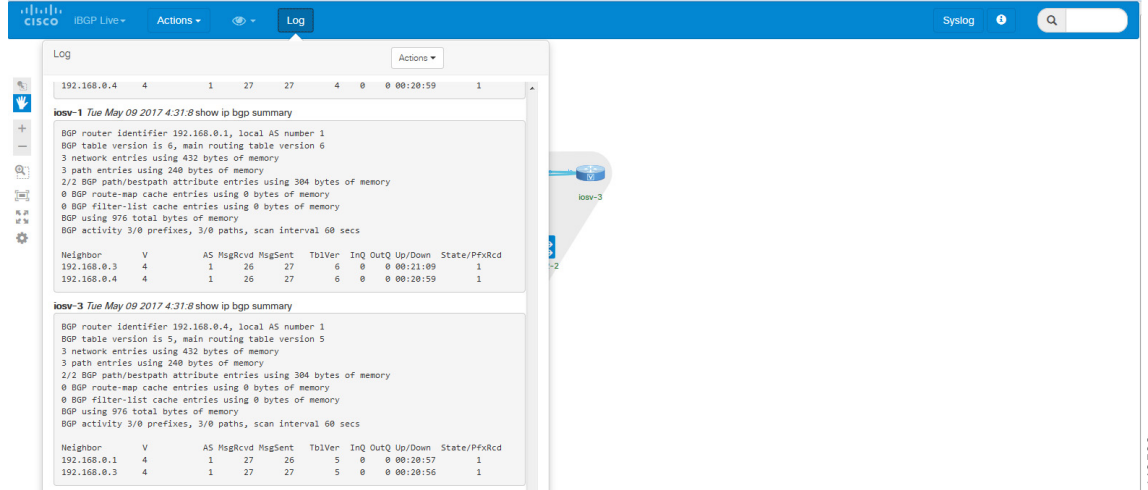 CISCO iBGP Live Actions Log Syslog
Log Actions
192.168.0.4 4 1 27 27 4 0 0 00:20:59 1
iosv-1 Tue May 09 2017 4:31:8 show ip bgp summary
BGP router identifier 192.168.0.1, local AS number 1
BGP table version is 6, main routing table version 6
3 network entries using 432 bytes of memory
3 path entries using 240 bytes of memory
2/2 BGP path/bestpath attribute entries using 304 bytes of memory
0 BGP route-map cache entries using 0 bytes of memory
0 BGP filter-list cache entries using 0 bytes of memory
BGP using 976 total bytes of memory
BGP activity 3/0 prefixes, 3/0 paths, scan interval 60 secs
Neighbor V AS MsgRcvd MsgSent TblVer InQ OutQ Up/Down State/PfxRcd
192.168.0.3 4 1 26 27 6 0 0 00:21:09 1
192.168.0.4 4 1 26 27 6 0 0 00:20:59 1
iosv-3 Tue May 09 2017 4:31:8 show ip bgp summary
BGP router identifier 192.168.0.4, local AS number 1
BGP table version is 5, main routing table version 5
3 network entries using 432 bytes of memory
3 path entries using 240 bytes of memory
2/2 BGP path/bestpath attribute entries using 304 bytes of memory
0 BGP route-map cache entries using 0 bytes of memory
0 BGP filter-list cache entries using 0 bytes of memory
BGP using 976 total bytes of memory
BGP activity 3/0 prefixes, 3/0 paths, scan interval 60 secs
Neighbor V AS MsgRcvd MsgSent TblVer InQ OutQ Up/Down State/PfxRcd
192.168.0.1 4 1 27 26 5 0 0 00:20:57 1
192.168.0.3 4 1 27 27 5 0 0 00:20:56 1
iosv-3
-2